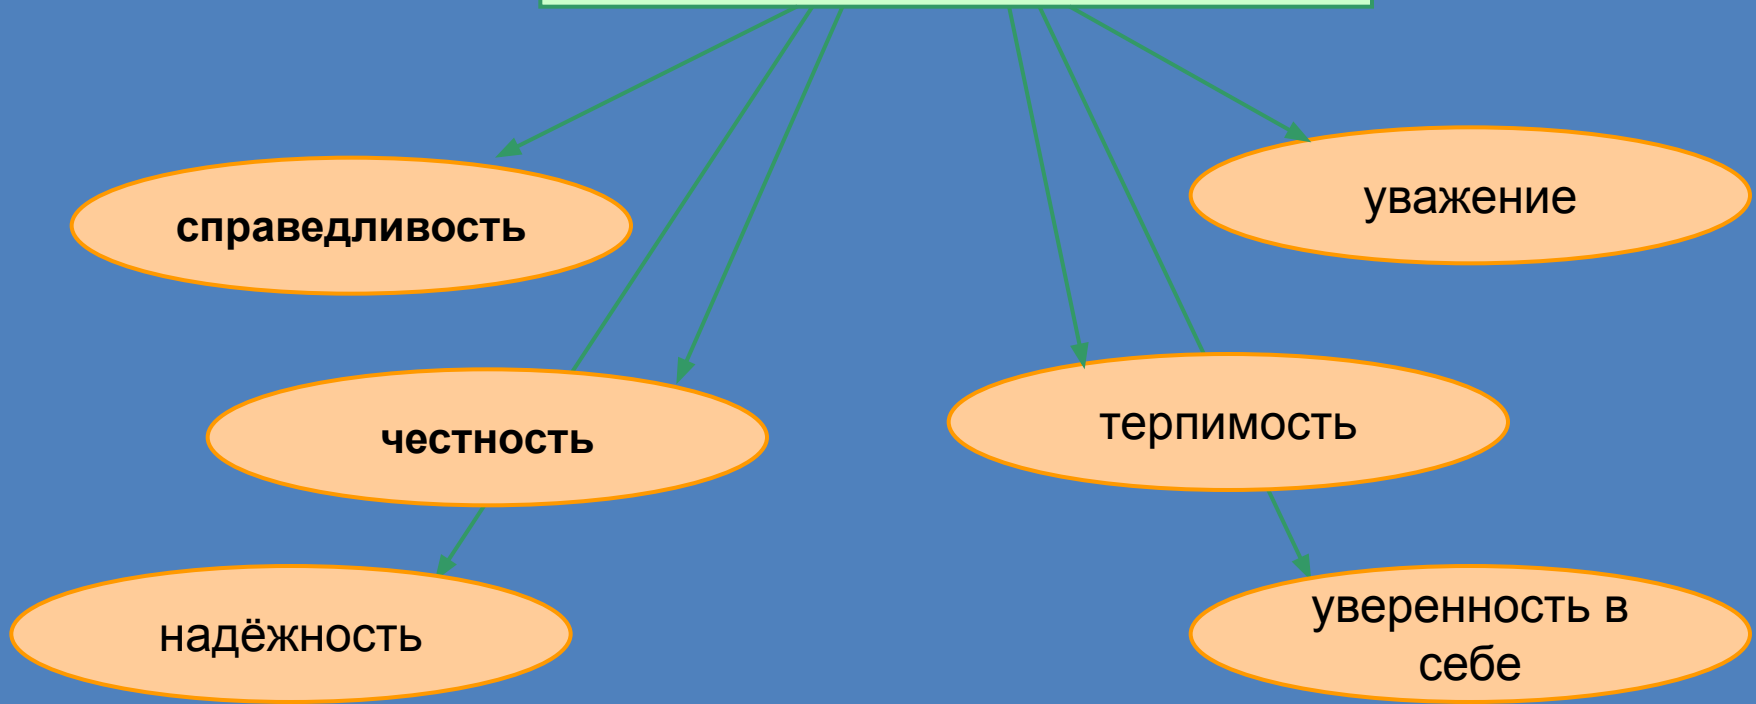 справедливость
уважение
честность
терпимость
надёжность
уверенность в
себе